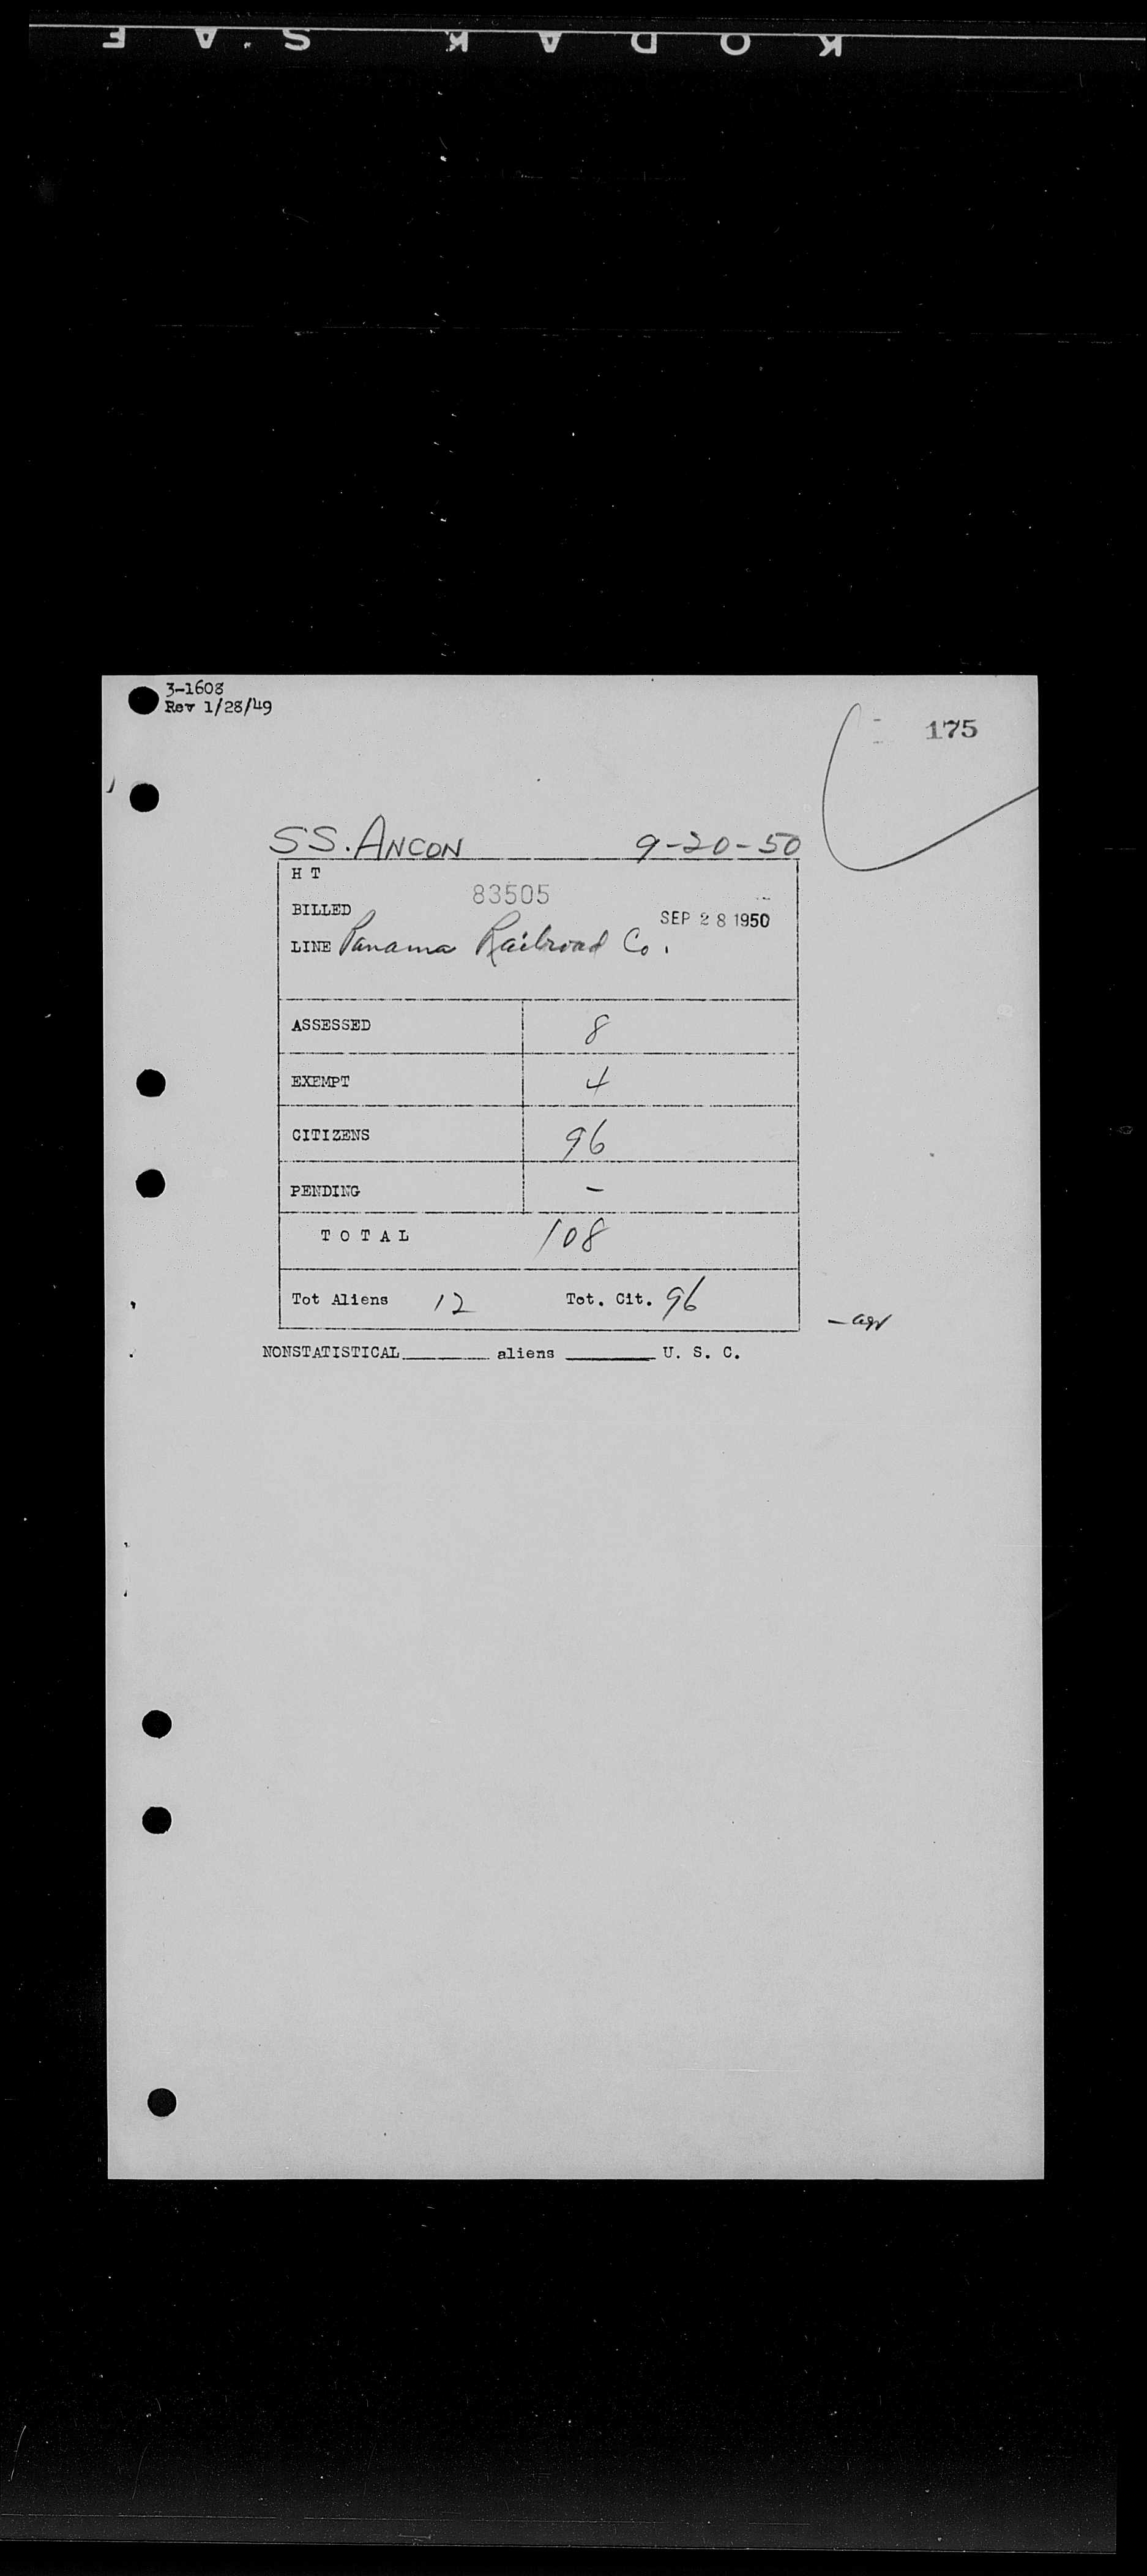 KODAK SAFE
3-1608
Rev 1/28/49
175
SS. ANCON 9-20-50
H T
83505
BILLED SEP 28 1950
LINE Panama Railroad Co.
ASSESSED 8
EXEMPT 4
CITIZENS 96
PENDING -
TOTAL 108
Tot Aliens 12 Tot. Cit. 96
NONSTATISTICAL________ aliens ________ U. S. C.